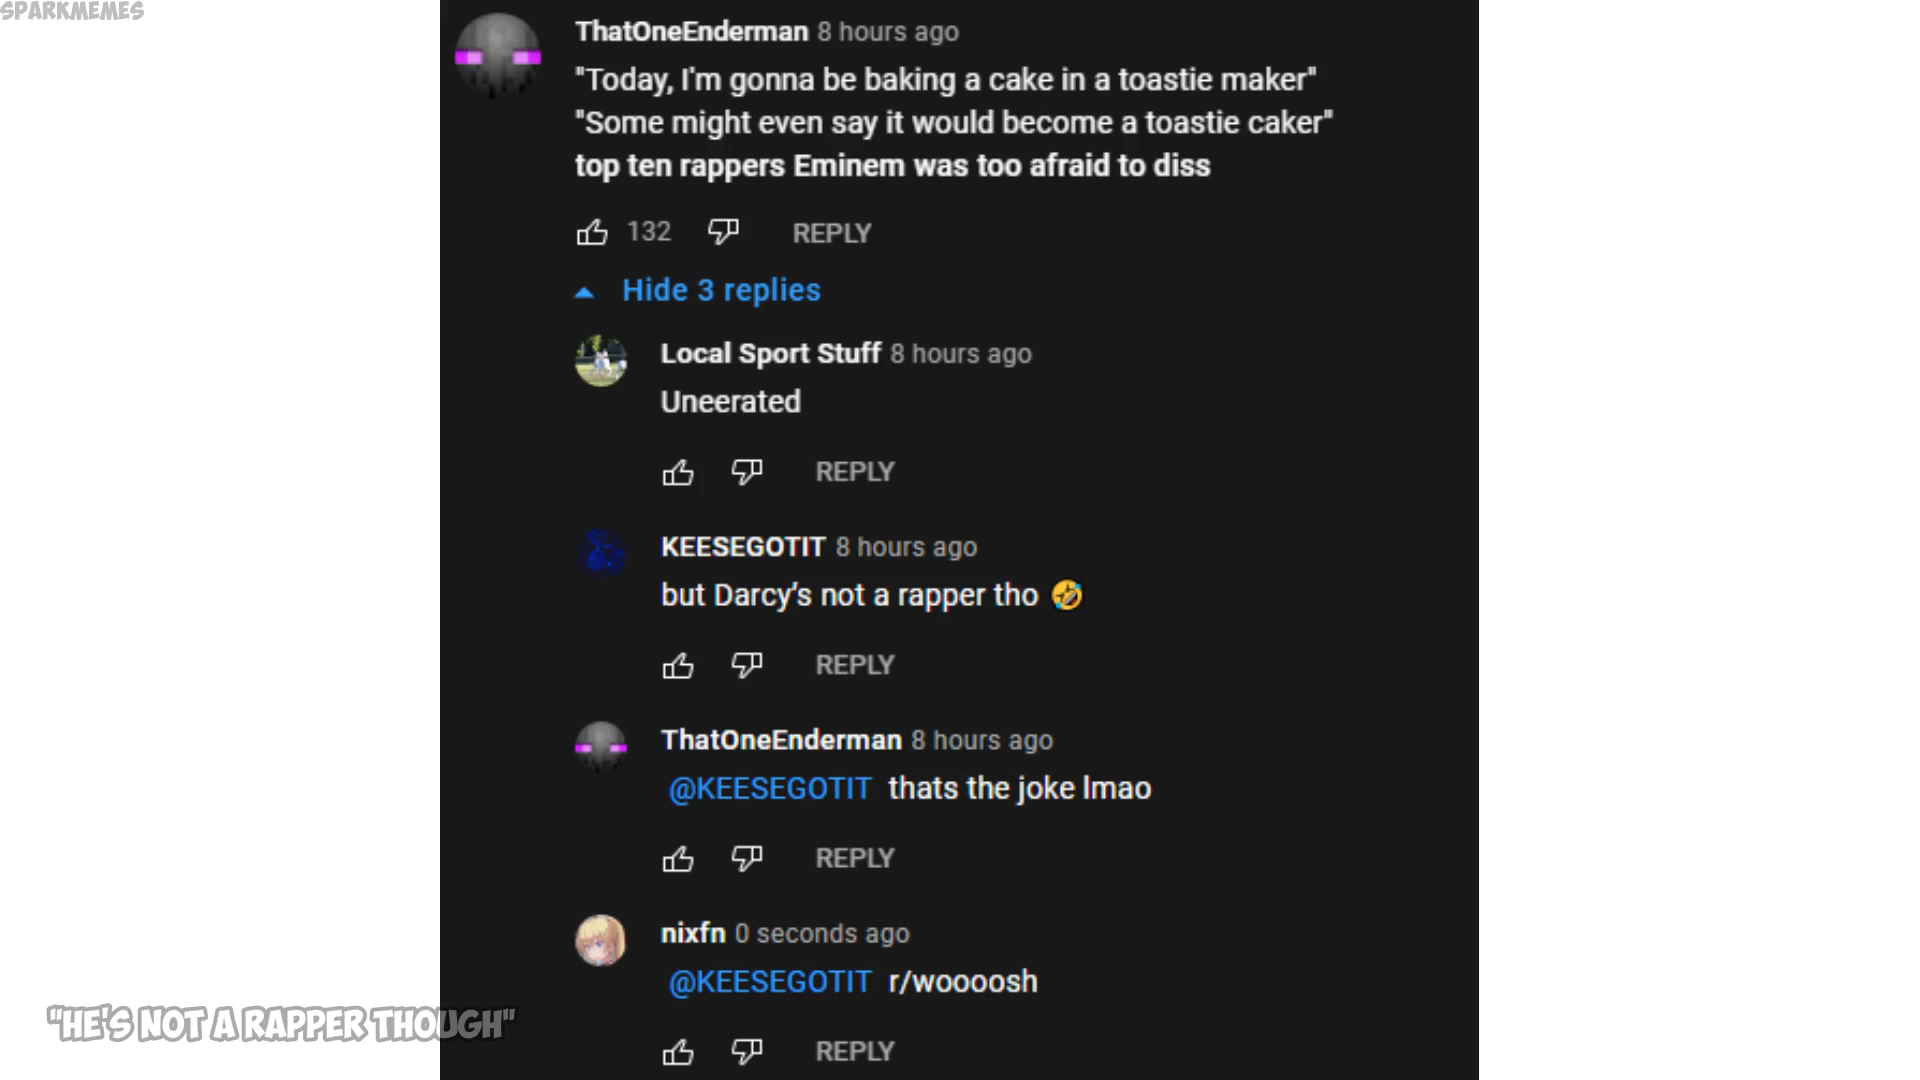 SPARKMEMES
ThatOneEnderman 8 hours ago
"Today, I'm gonna be baking a cake in a toastie maker"
"Some might even say it would become a toastie caker"
top ten rappers Eminem was too afraid to diss
132 REPLY
Hide 3 replies
Local Sport Stuff 8 hours ago
Uneerated
REPLY
KEESEGOTIT 8 hours ago
but Darcy's not a rapper tho 🤣
REPLY
ThatOneEnderman 8 hours ago
@KEESEGOTIT thats the joke lmao
REPLY
nixfn 0 seconds ago
@KEESEGOTIT r/woooosh
"HE'S NOT A RAPPER THOUGH"
REPLY